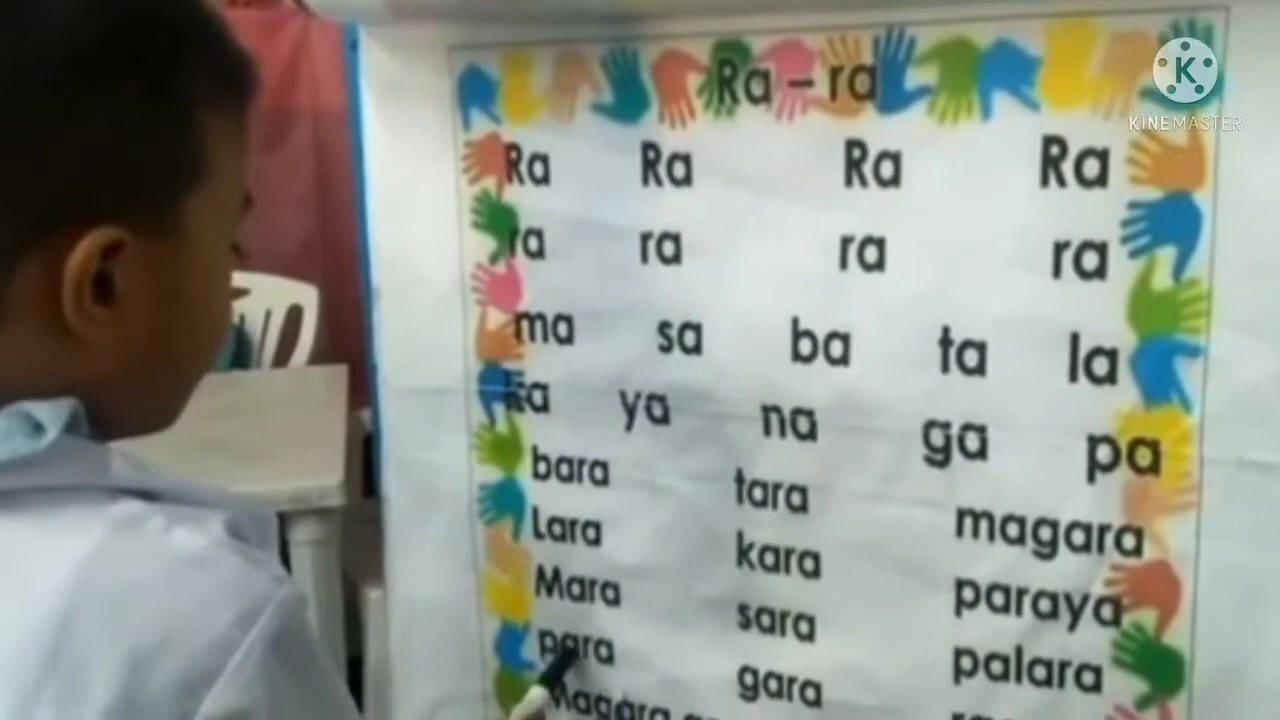 Ra – ra
Ra Ra Ra Ra
ra ra ra ra
ma sa ba ta la
ya na ga pa
bara tara magara
Lara kara paraya
Mara sara palara
para gara
K
KINEMASTER